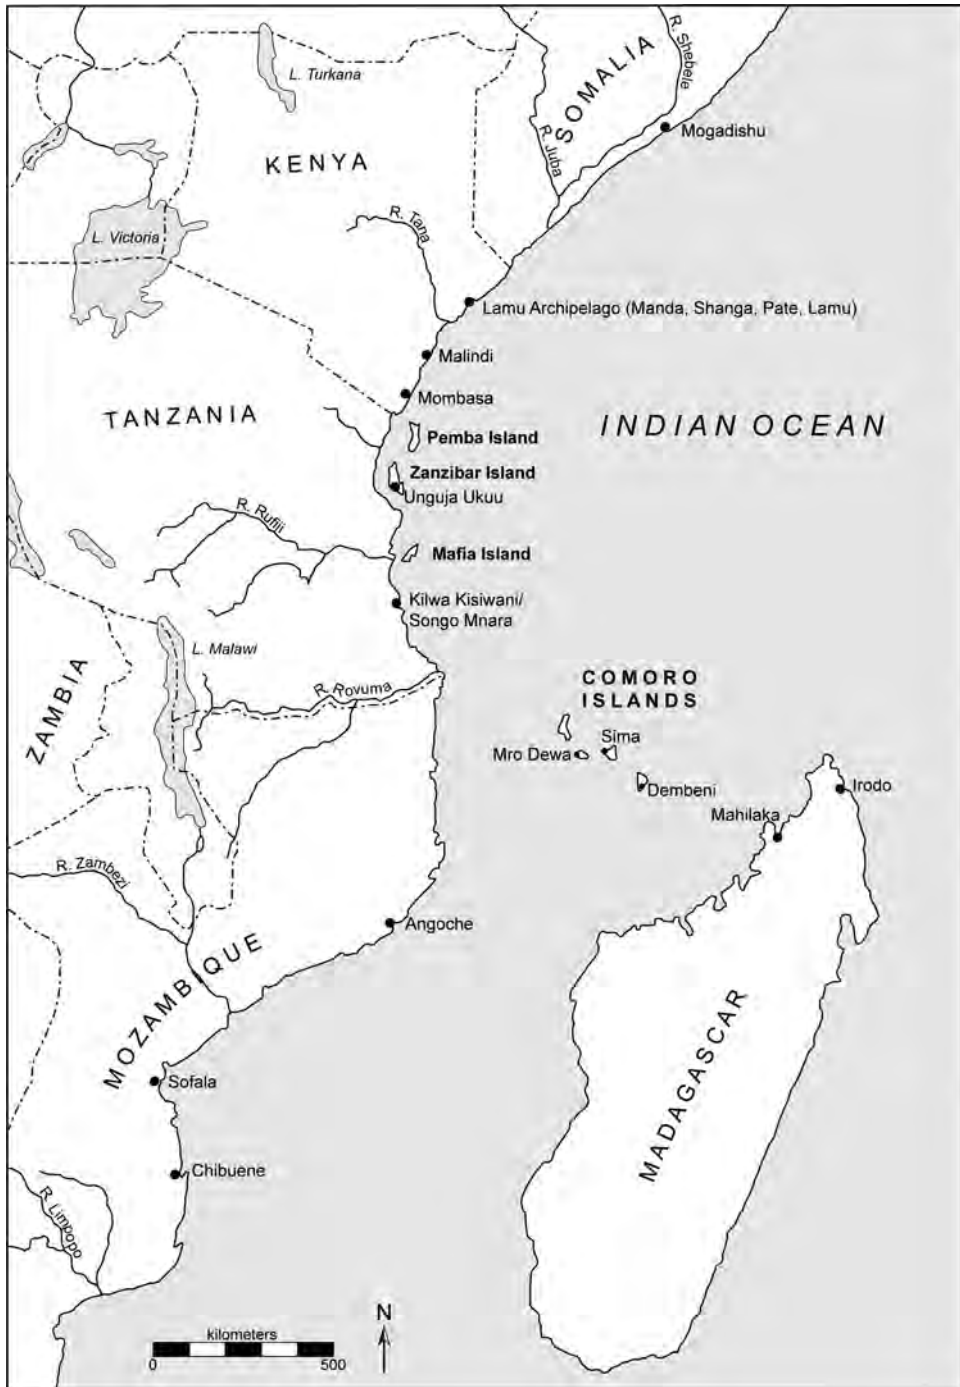 L. Turkana
SOMALIA
R. Shebele
Mogadishu
R. Juba
KENYA
R. Tana
L. Victoria
Lamu Archipelago (Manda, Shanga, Pate, Lamu)
Malindi
Mombasa
TANZANIA
INDIAN OCEAN
Pemba Island
Zanzibar Island
Unguja Ukuu
R. Rufiji
Mafia Island
Kilwa Kisiwani/
Songo Mnara
L. Malawi
ZAMBIA
R. Rovuma
COMORO
ISLANDS
Sima
Mro Dewa
Dembeni
Irodo
Mahilaka
R. Zambezi
Angoche
MOZAMBIQUE
MADAGASCAR
Sofala
Chibuene
R. Limpopo
N
kilometers
0
500